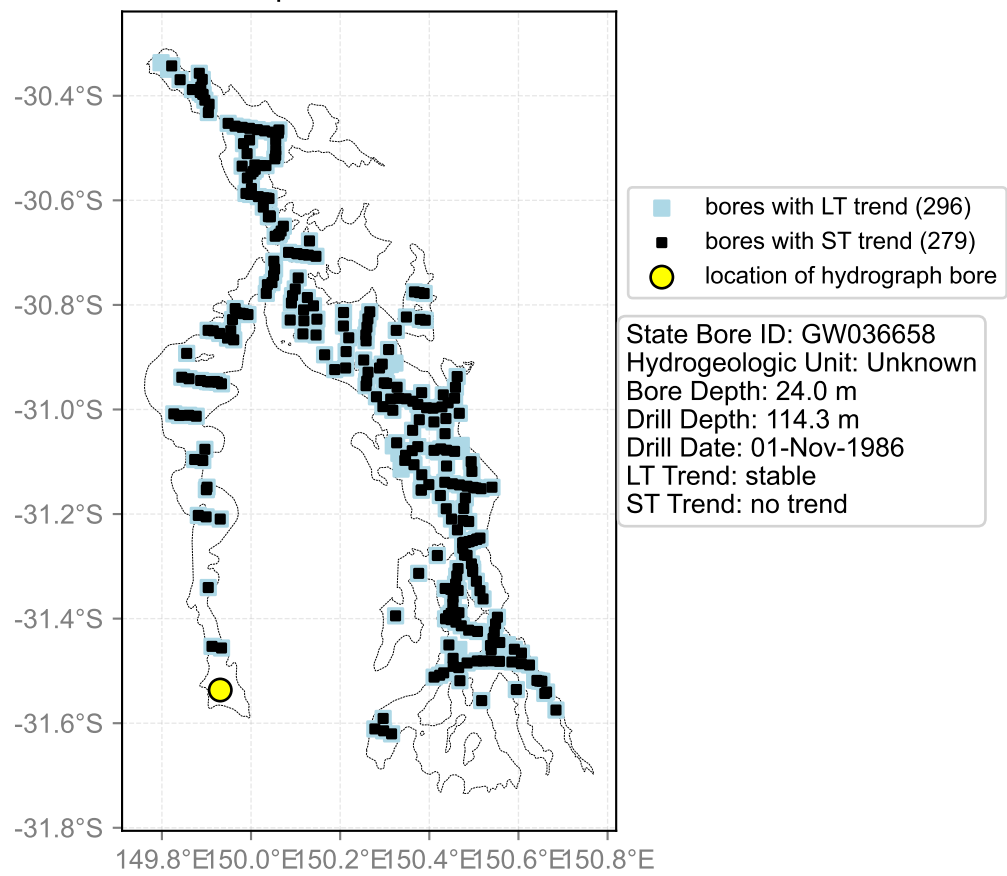 -30.4°S
-30.6°S
-30.8°S
-31.0°S
-31.2°S
-31.4°S
-31.6°S
-31.8°S
149.8°E150.0°E150.2°E150.4°E150.6°E150.8°E
bores with LT trend (296)
bores with ST trend (279)
location of hydrograph bore
State Bore ID: GW036658
Hydrogeologic Unit: Unknown
Bore Depth: 24.0 m
Drill Depth: 114.3 m
Drill Date: 01-Nov-1986
LT Trend: stable
ST Trend: no trend